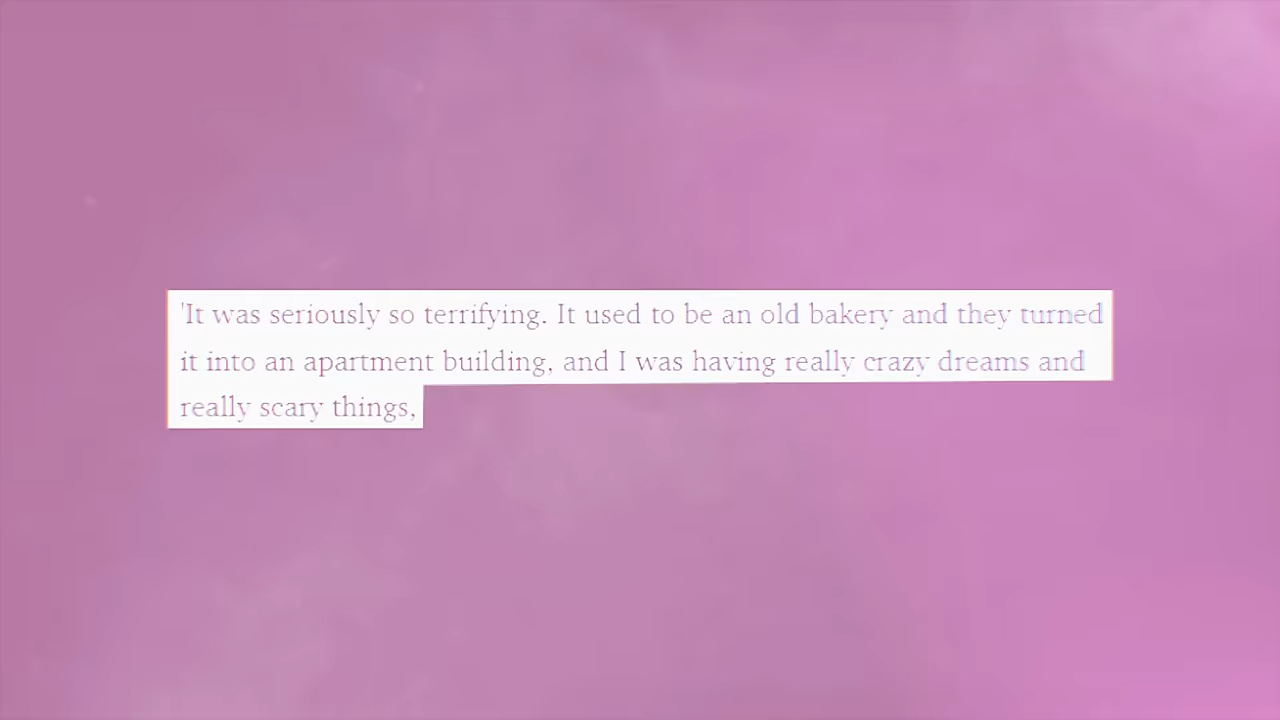 'It was seriously so terrifying. It used to be an old bakery and they turned
it into an apartment building, and I was having really crazy dreams and
really scary things,